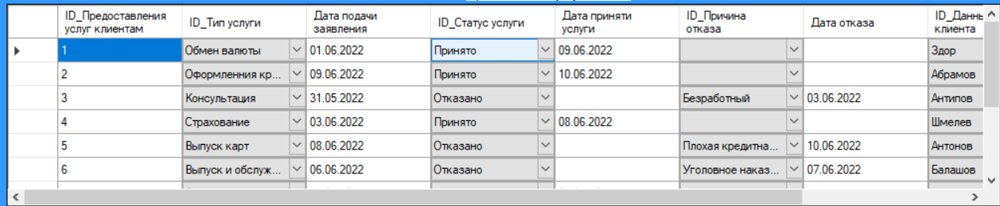 ID_Предоставления услуг клиентам ID_Тип услуги Дата подачи заявления ID_Статус услуги Дата приняти услуги ID_Причина отказа Дата отказа ID_Данны клиента
1 Обмен валюты 01.06.2022 Принято 09.06.2022 Здор
2 Оформленния кр... 09.06.2022 Принято 10.06.2022 Абрамов
3 Консультация 31.05.2022 Отказано Безработный 03.06.2022 Антипов
4 Страхование 03.06.2022 Принято 08.06.2022 Шмелев
5 Выпуск карт 08.06.2022 Отказано Плохая кредитна... 10.06.2022 Антонов
6 Выпуск и обслуж... 06.06.2022 Отказано Уголовное наказ... 07.06.2022 Балашов